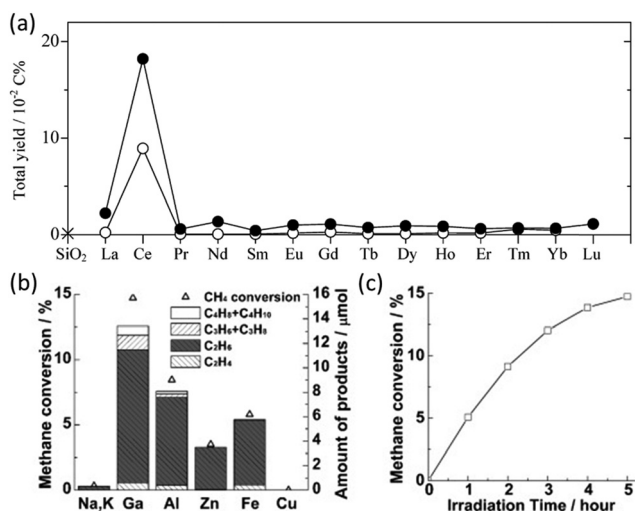 (a)
Total yield / 10⁻² C%
20
10
0
SiO₂ La Ce Pr Nd Sm Eu Gd Tb Dy Ho Er Tm Yb Lu
(b)
Methane conversion / %
15
10
5
0
CH₄ conversion
C₄H₈+C₄H₁₀
C₃H₆+C₃H₈
C₂H₆
C₂H₄
16
14
12
10
8
6
4
2
0
Amount of products / μmol
Na,K Ga Al Zn Fe Cu
(c)
Methane conversion / %
15
10
5
0
0 1 2 3 4 5
Irradiation Time / hour